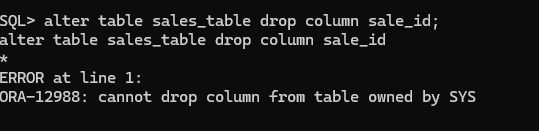 SQL> alter table sales_table drop column sale_id;
alter table sales_table drop column sale_id
*
ERROR at line 1:
ORA-12988: cannot drop column from table owned by SYS